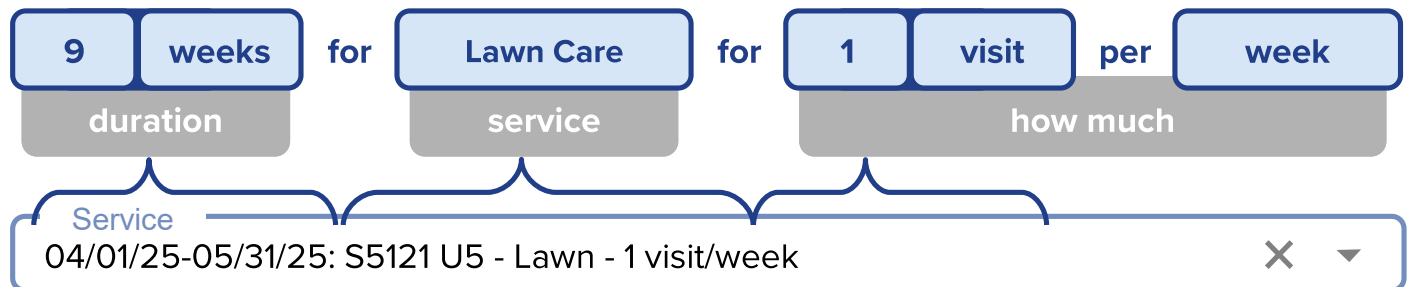 9 weeks for Lawn Care for 1 visit per week
duration service how much
Service
04/01/25-05/31/25: S5121 U5 - Lawn - 1 visit/week